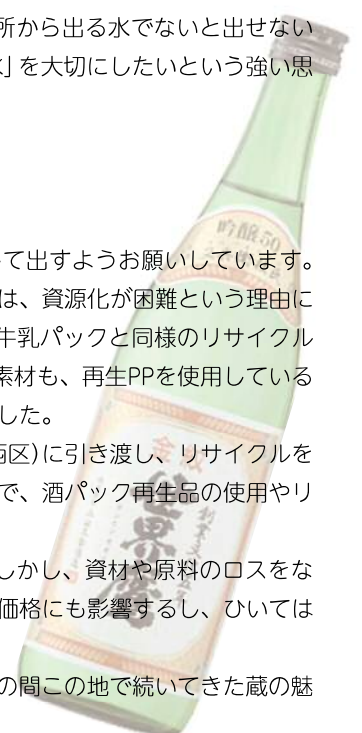 所から出る水でないと出せない
」を大切にしたいという強い思
吟醸50
て出すようお願いしています。
は、資源化が困難という理由に
牛乳パックと同様のリサイクル
素材も、再生PPを使用している
した。
区)に引き渡し、リサイクルを
で、酒パック再生品の使用やリ
世界鷹
しかし、資材や原料のロスをな
価格にも影響するし、ひいては
の間この地で続いてきた蔵の魅